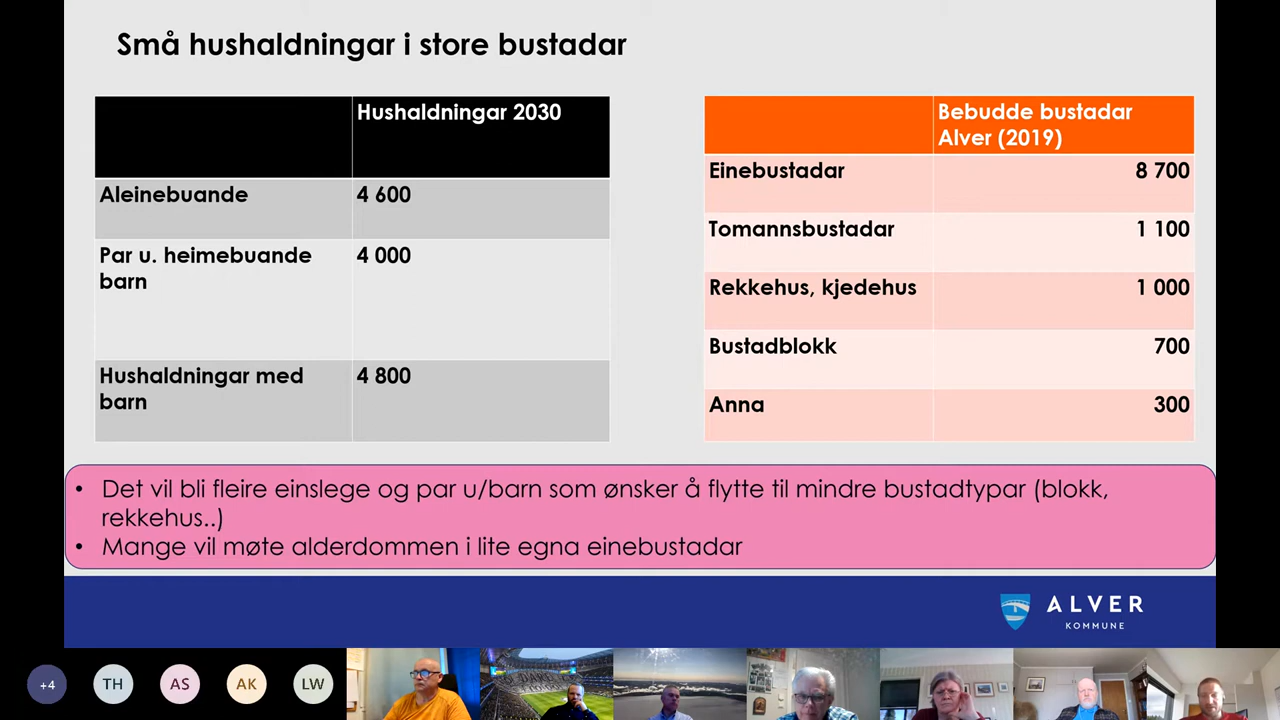 Små hushaldningar i store bustadar
Hushaldningar 2030
Aleinebuande 4 600
Par u. heimebuande 4 000
barn
Hushaldningar med 4 800
barn
Bebudde bustadar
Alver (2019)
Einebustadar 8 700
Tomannsbustadar 1 100
Rekkehus, kjedehus 1 000
Bustadblokk 700
Anna 300
• Det vil bli fleire einslege og par u/barn som ønsker å flytte til mindre bustadtypar (blokk,
rekkehus..)
• Mange vil møte alderdommen i lite egna einebustadar
ALVER
KOMMUNE
+4 TH AS AK LW